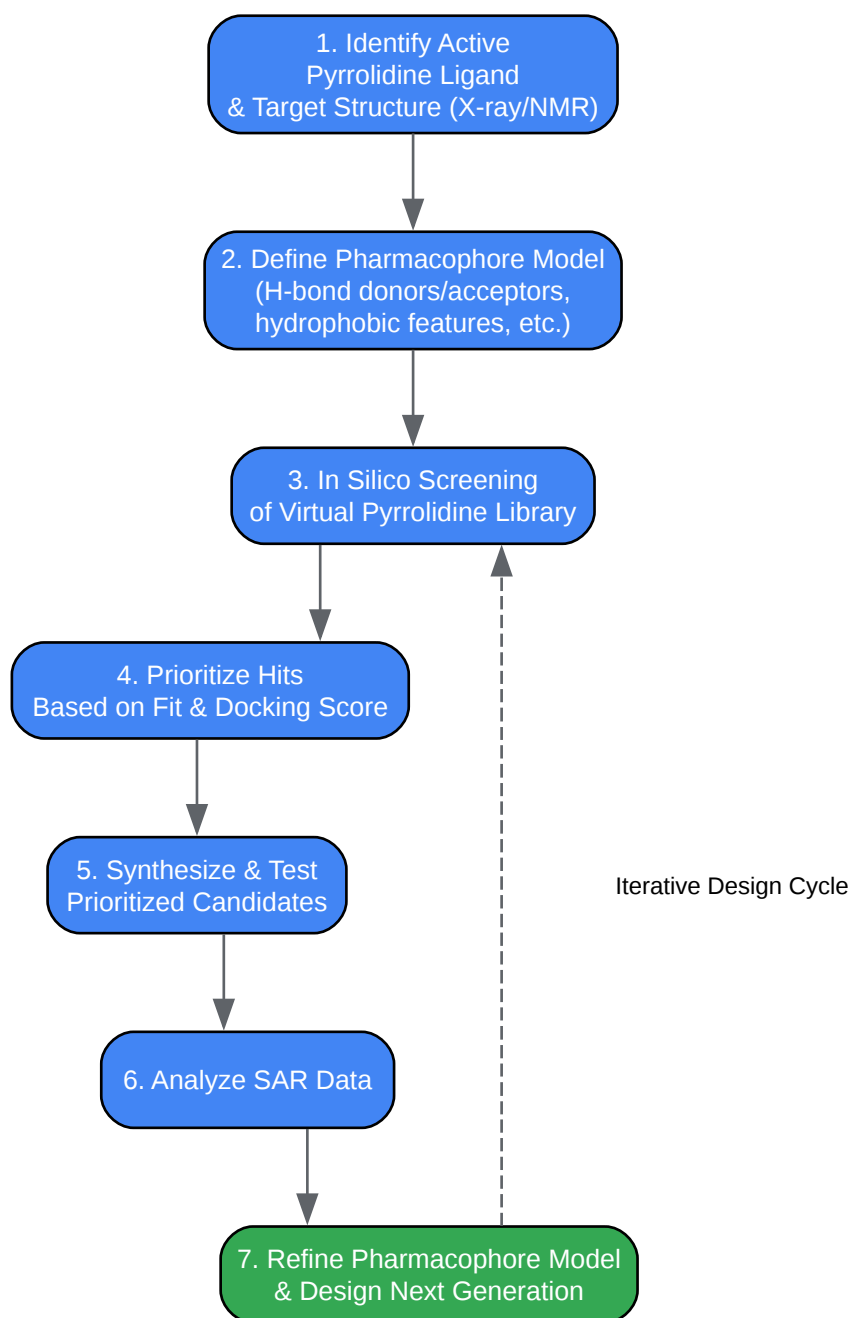 1. Identify Active
Pyrrolidine Ligand
& Target Structure (X-ray/NMR)
2. Define Pharmacophore Model
(H-bond donors/acceptors,
hydrophobic features, etc.)
3. In Silico Screening
of Virtual Pyrrolidine Library
4. Prioritize Hits
Based on Fit & Docking Score
5. Synthesize & Test
Prioritized Candidates
Iterative Design Cycle
6. Analyze SAR Data
7. Refine Pharmacophore Model
& Design Next Generation